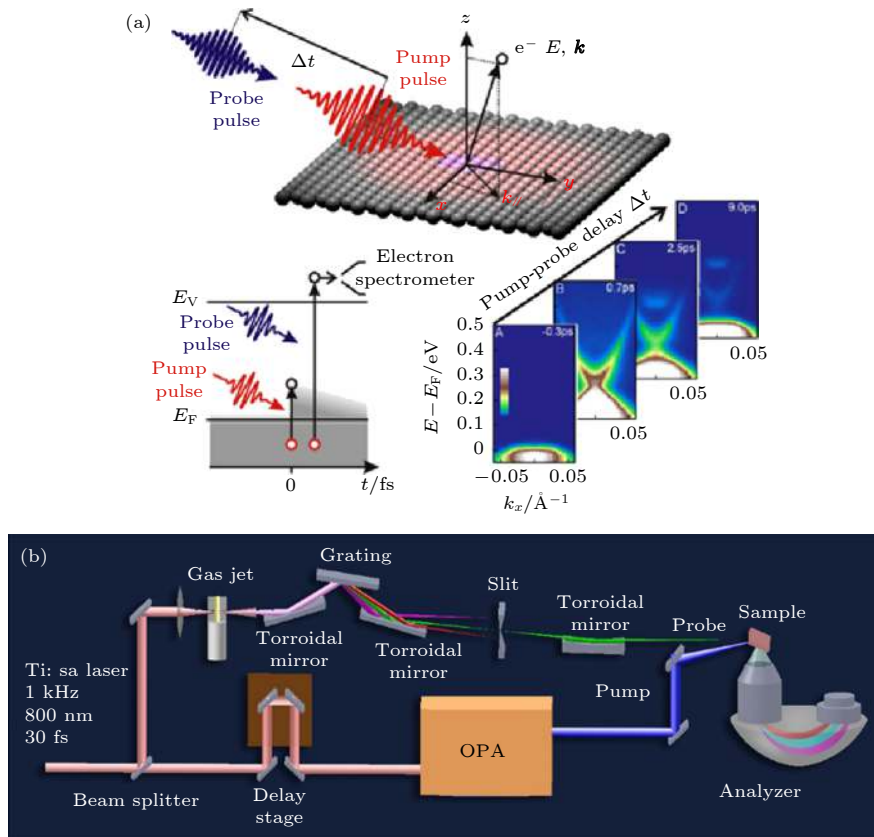 (a)
z
e⁻ E, k
Δt
Pump
pulse
Probe
pulse
x
k//
y
Pump-probe delay Δt
Electron
spectrometer
E_V
Probe
pulse
Pump
pulse
E_F
0
t/fs
E−E_F/eV
0.5
0.4
0.3
0.2
0.1
0
A
-0.3ps
B
0.7ps
C
2.5ps
D
9.0ps
−0.05
0.05
0.05
0.05
0.05
k_x/Å⁻¹
(b)
Gas jet
Grating
Torroidal
mirror
Torroidal
mirror
Slit
Torroidal
mirror
Probe
Sample
Ti: sa laser
1 kHz
800 nm
30 fs
Pump
OPA
Beam splitter
Delay
stage
Analyzer